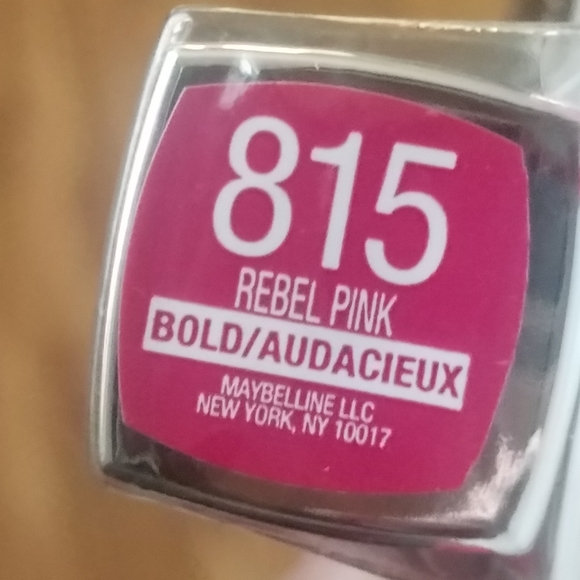 815
REBEL PINK
BOLD/AUDACIEUX
MAYBELLINE LLC
NEW YORK, NY 10017